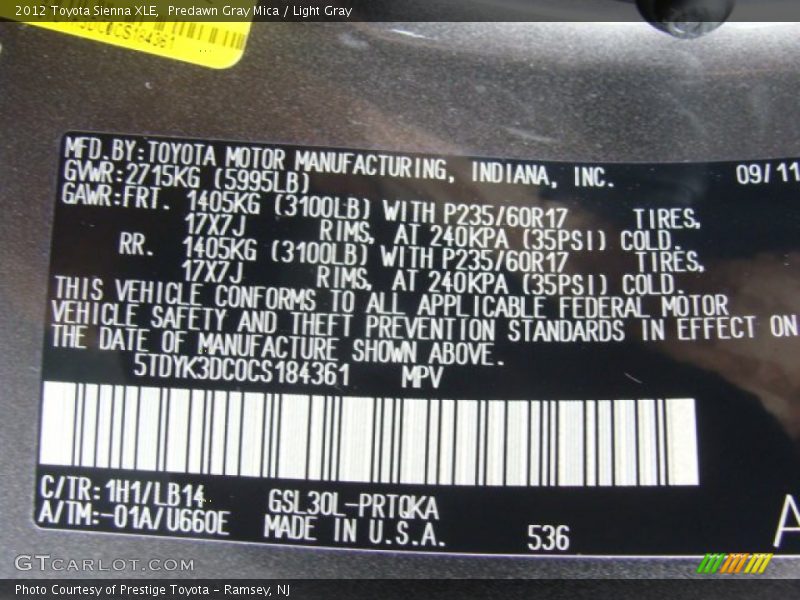 2012 Toyota Sienna XLE, Predawn Gray Mica / Light Gray
MFD.BY:TOYOTA MOTOR MANUFACTURING, INDIANA, INC. 09/11
GVWR:2715KG (5995LB)
GAWR:FRT. 1405KG (3100LB) WITH P235/60R17 TIRES,
17X7J RIMS, AT 240KPA (35PSI) COLD.
RR. 1405KG (3100LB) WITH P235/60R17 TIRES,
17X7J RIMS, AT 240KPA (35PSI) COLD.
THIS VEHICLE CONFORMS TO ALL APPLICABLE FEDERAL MOTOR
VEHICLE SAFETY AND THEFT PREVENTION STANDARDS IN EFFECT ON
THE DATE OF MANUFACTURE SHOWN ABOVE.
5TDYK3DC0CS184361 MPV
C/TR:1H1/LB14 GSL30L-PRTQKA
A/TM:-01A/U660E MADE IN U.S.A. 536
GTCARLOT.COM
Photo Courtesy of Prestige Toyota - Ramsey, NJ